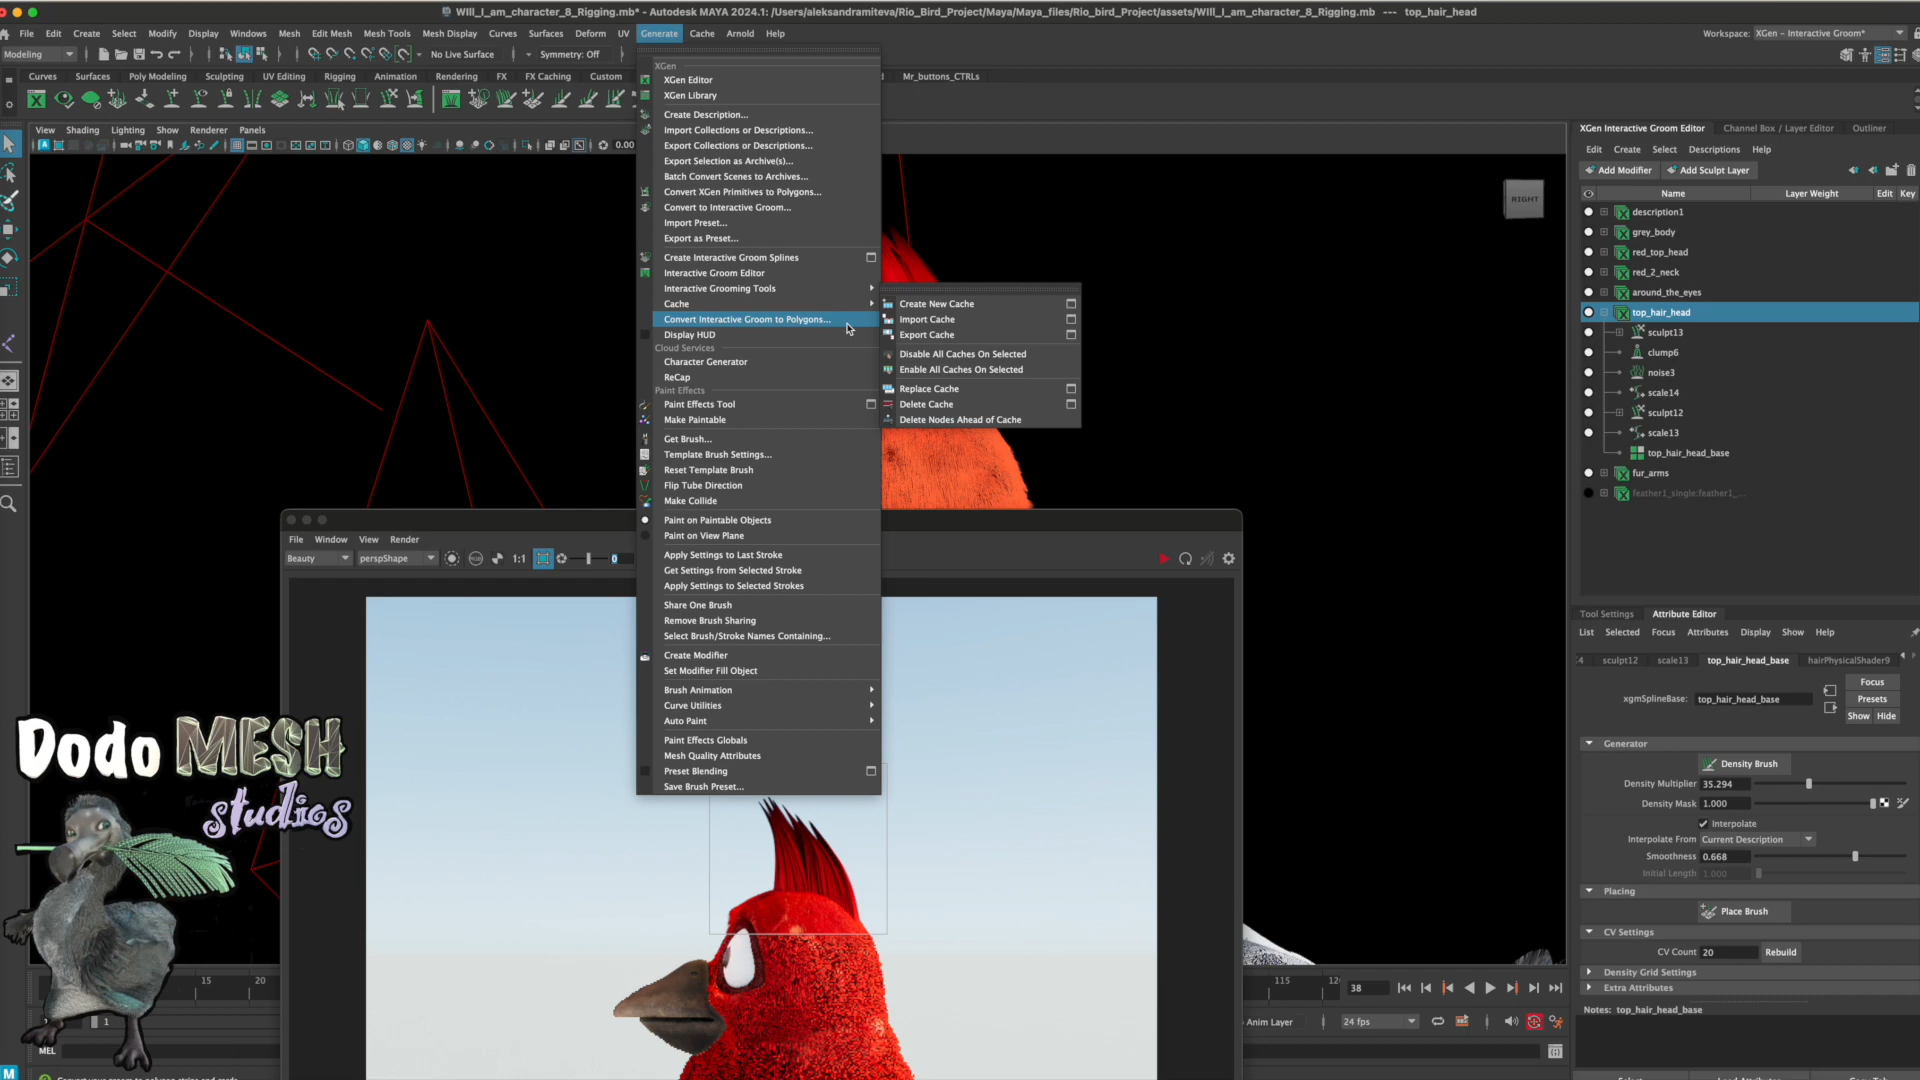 WIll_I_am_character_8_Rigging.mb* - Autodesk MAYA 2024.1: /Users/aleksandramiteva/Rio_Bird_Project/Maya/Maya_files/Rio_bird_Project/assets/WIll_I_am_character_8_Rigging.mb --- top_hair_head
File Edit Create Select Modify Display Windows Mesh Edit Mesh Mesh Tools Mesh Display Curves Surfaces Deform UV Generate Cache Arnold Help
Workspace: XGen - Interactive Groom*
Modeling
No Live Surface
Symmetry: Off
Curves Surfaces Poly Modeling Sculpting UV Editing Rigging Animation Rendering FX FX Caching Custom
Mr_buttons_CTRLs
View Shading Lighting Show Renderer Panels
0.00
RIGHT
XGen
XGen Editor
XGen Library
Create Description...
Import Collections or Descriptions...
Export Collections or Descriptions...
Export Selection as Archive(s)...
Batch Convert Scenes to Archives...
Convert XGen Primitives to Polygons...
Convert to Interactive Groom...
Import Preset...
Export as Preset...
Create Interactive Groom Splines
Interactive Groom Editor
Interactive Grooming Tools
Cache
Convert Interactive Groom to Polygons...
Display HUD
Cloud Services
Character Generator
ReCap
Paint Effects
Paint Effects Tool
Make Paintable
Get Brush...
Template Brush Settings...
Reset Template Brush
Flip Tube Direction
Make Collide
Paint on Paintable Objects
Paint on View Plane
Apply Settings to Last Stroke
Get Settings from Selected Stroke
Apply Settings to Selected Strokes
Share One Brush
Remove Brush Sharing
Select Brush/Stroke Names Containing...
Create Modifier
Set Modifier Fill Object
Brush Animation
Curve Utilities
Auto Paint
Paint Effects Globals
Mesh Quality Attributes
Preset Blending
Save Brush Preset...
Create New Cache
Import Cache
Export Cache
Disable All Caches On Selected
Enable All Caches On Selected
Replace Cache
Delete Cache
Delete Nodes Ahead of Cache
File Window View Render
Beauty
perspShape
1:1
0
XGen Interactive Groom Editor Channel Box / Layer Editor Outliner
Edit Create Select Descriptions Help
Add Modifier Add Sculpt Layer
Name Layer Weight Edit Key
description1
grey_body
red_top_head
red_2_neck
around_the_eyes
top_hair_head
sculpt13
clump6
noise3
scale14
sculpt12
scale13
top_hair_head_base
fur_arms
feather1_single:feather1_...
Tool Settings Attribute Editor
List Selected Focus Attributes Display Show Help
sculpt12 scale13 top_hair_head_base hairPhysicalShader9
Focus
xgmSplineBase: top_hair_head_base
Presets
Show Hide
Generator
Density Brush
Density Multiplier 35.294
Density Mask 1.000
Interpolate
Interpolate From Current Description
Smoothness 0.668
Initial Length 1.000
Placing
Place Brush
CV Settings
CV Count 20 Rebuild
Density Grid Settings
Extra Attributes
Notes: top_hair_head_base
Dodo MESH
studios
15 20
115
38
1
Anim Layer
24 fps
MEL
M